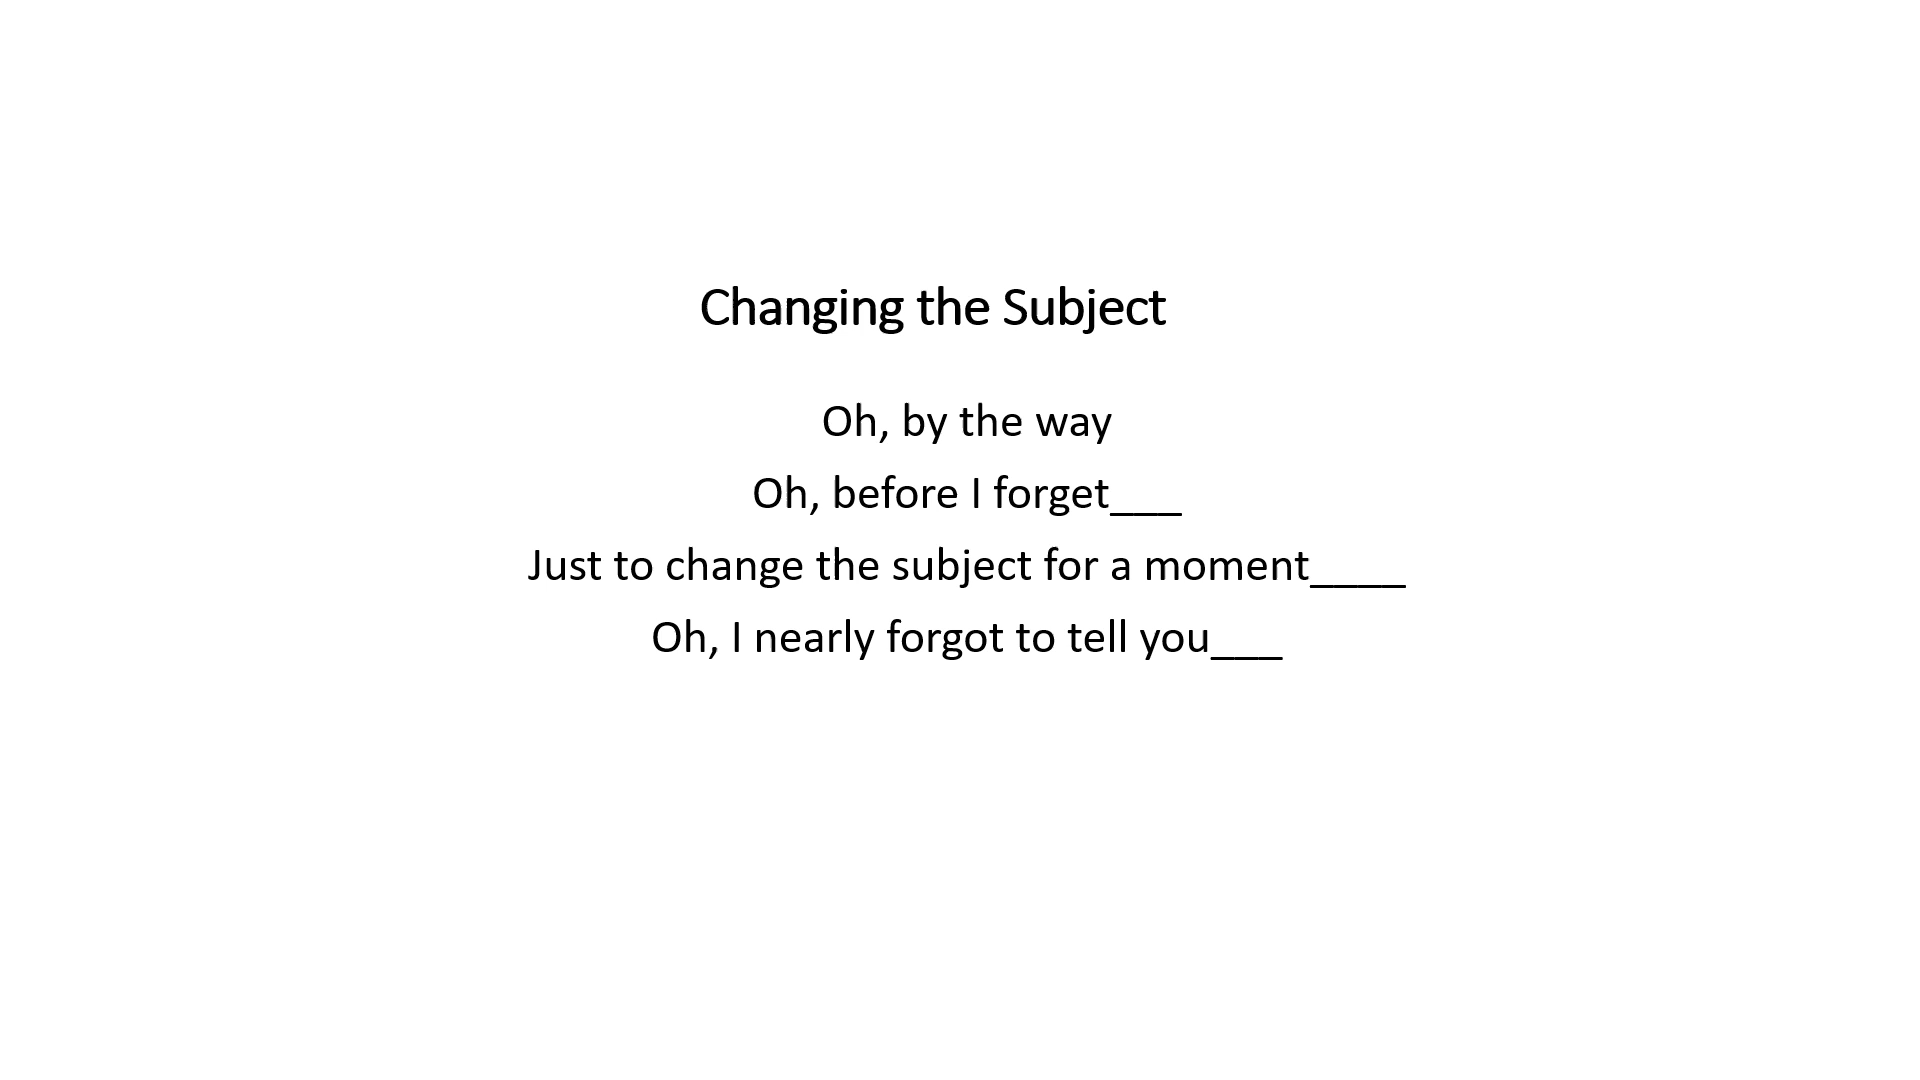 Changing the Subject
Oh, by the way
Oh, before I forget___
Just to change the subject for a moment____
Oh, I nearly forgot to tell you___